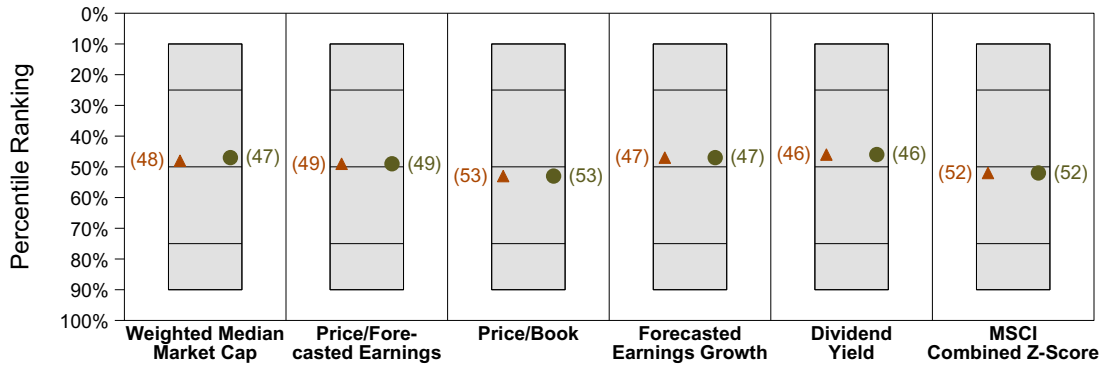 Percentile Ranking
0%
10%
20%
30%
40%
50%
60%
70%
80%
90%
100%
(48)
(47)
(49)
(49)
(53)
(53)
(47)
(47)
(46)
(46)
(52)
(52)
Weighted Median
Market Cap
Price/Fore-
casted Earnings
Price/Book
Forecasted
Earnings Growth
Dividend
Yield
MSCI
Combined Z-Score